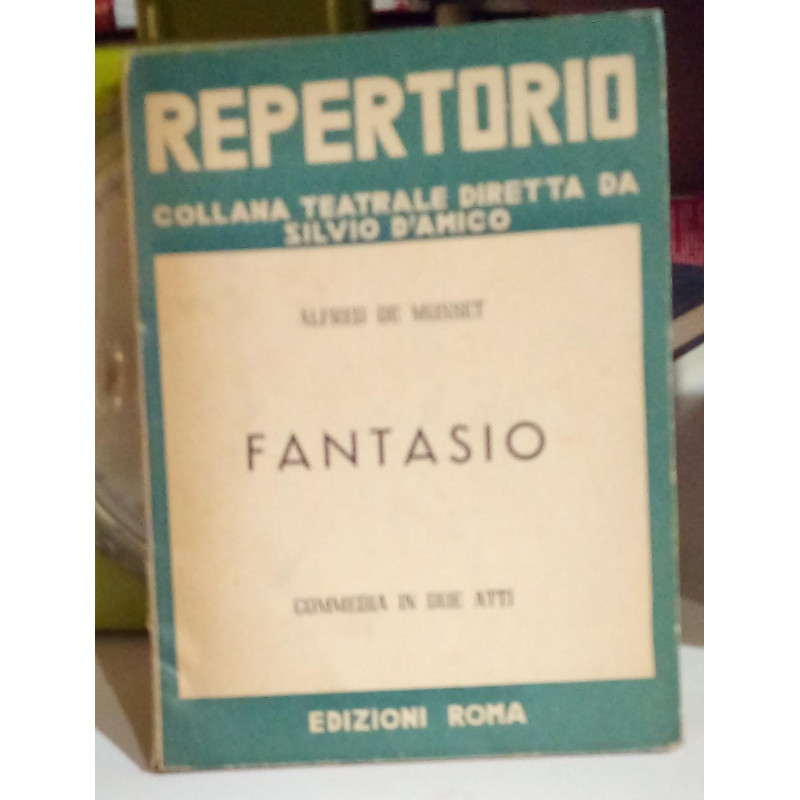 REPERTORIO
COLLANA TEATRALE DIRETTA DA
SILVIO D'AMICO
ALFRED DE MUSSET
FANTASIO
COMMEDIA IN DUE ATTI
EDIZIONI ROMA